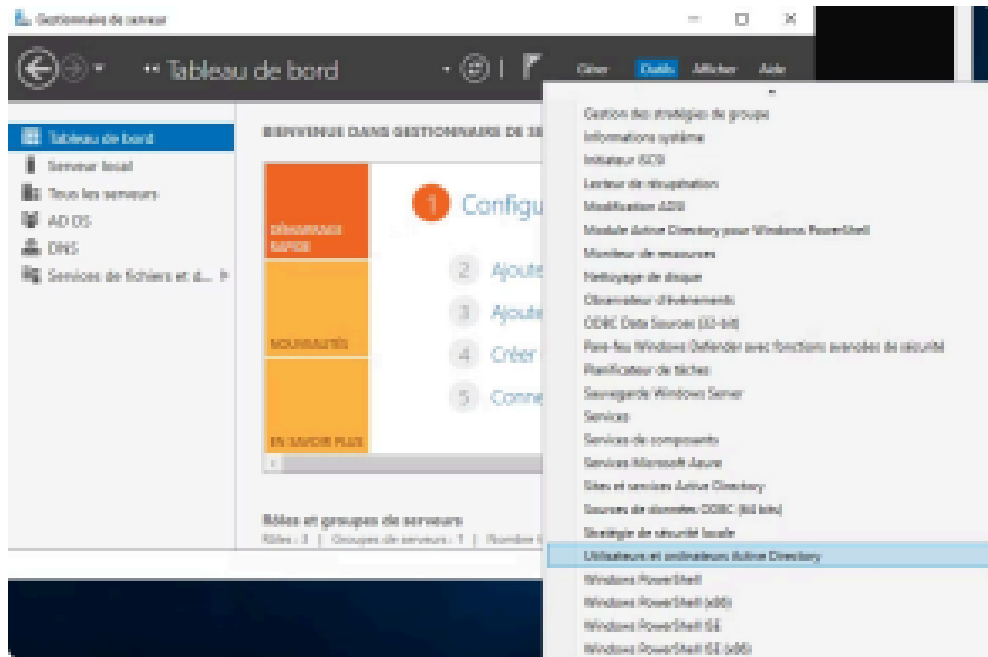 Gestionnaire de serveur
Tableau de bord
Gérer Outils Afficher Aide
Tableau de bord
Serveur local
Tous les serveurs
AD DS
DNS
Services de fichiers et d...
BIENVENUE DANS GESTIONNAIRE DE SE
DÉMARRAGE
RAPIDE
NOUVEAUTÉS
EN SAVOIR PLUS
1 Configu
2 Ajoute
3 Ajoute
4 Créer
5 Conne
Rôles et groupes de serveurs
Rôles : 3 | Groupes de serveurs : 1 | Nombre t
Gestion des stratégies de groupe
Informations système
Initiateur iSCSI
Lecteur de récupération
Modification ADSI
Module Active Directory pour Windows PowerShell
Moniteur de ressources
Nettoyage de disque
Observateur d'événements
ODBC Data Sources (32-bit)
Pare-feu Windows Defender avec fonctions avancées de sécurité
Planificateur de tâches
Sauvegarde Windows Server
Services
Services de composants
Services Microsoft Azure
Sites et services Active Directory
Sources de données ODBC (64 bits)
Stratégie de sécurité locale
Utilisateurs et ordinateurs Active Directory
Windows PowerShell
Windows PowerShell (x86)
Windows PowerShell ISE
Windows PowerShell ISE (x86)